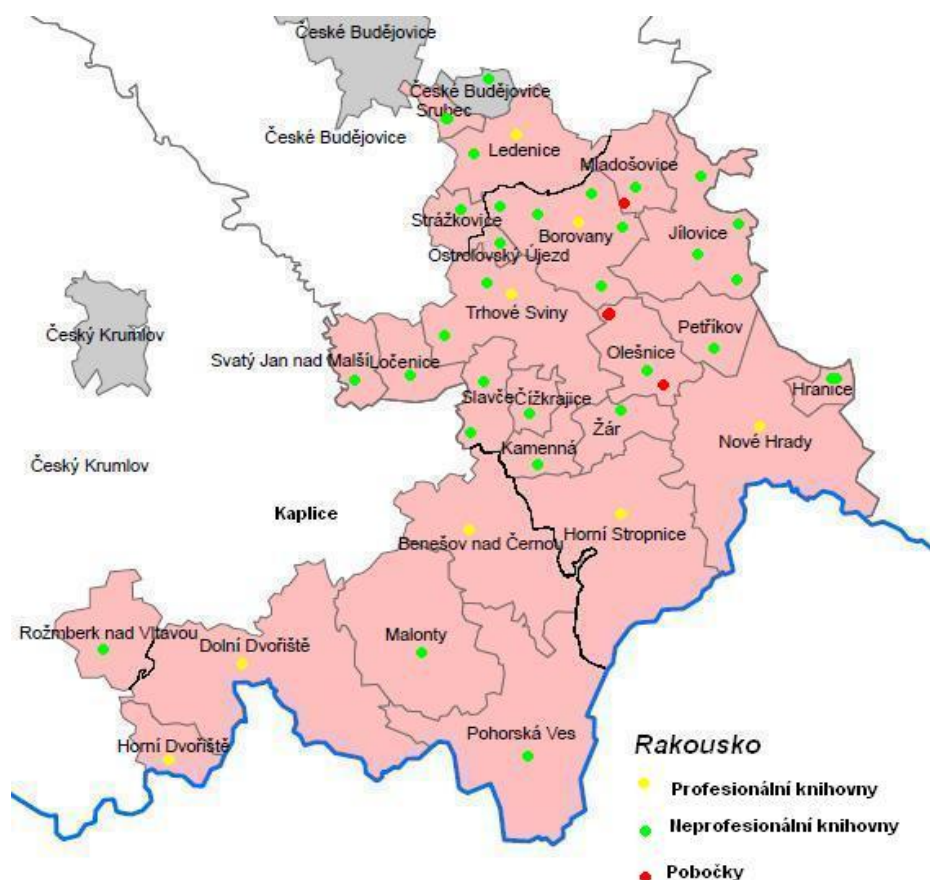 České Budějovice
České Budějovice
Srubec
České Budějovice
Ledenice
Mladošovice
Strážkovice
Borovany
Jílovice
Ostrolovský Újezd
Trhové Sviny
Petříkov
Český Krumlov
Olešnice
Svatý Jan nad Malší
Ločenice
Slavče
Čížkrajice
Hranice
Žár
Nové Hrady
Kamenná
Český Krumlov
Kaplice
Horní Stropnice
Benešov nad Černou
Rožmberk nad Vltavou
Malonty
Dolní Dvořiště
Pohorská Ves
Horní Dvořiště
Rakousko
Profesionální knihovny
Neprofesionální knihovny
Pobočky